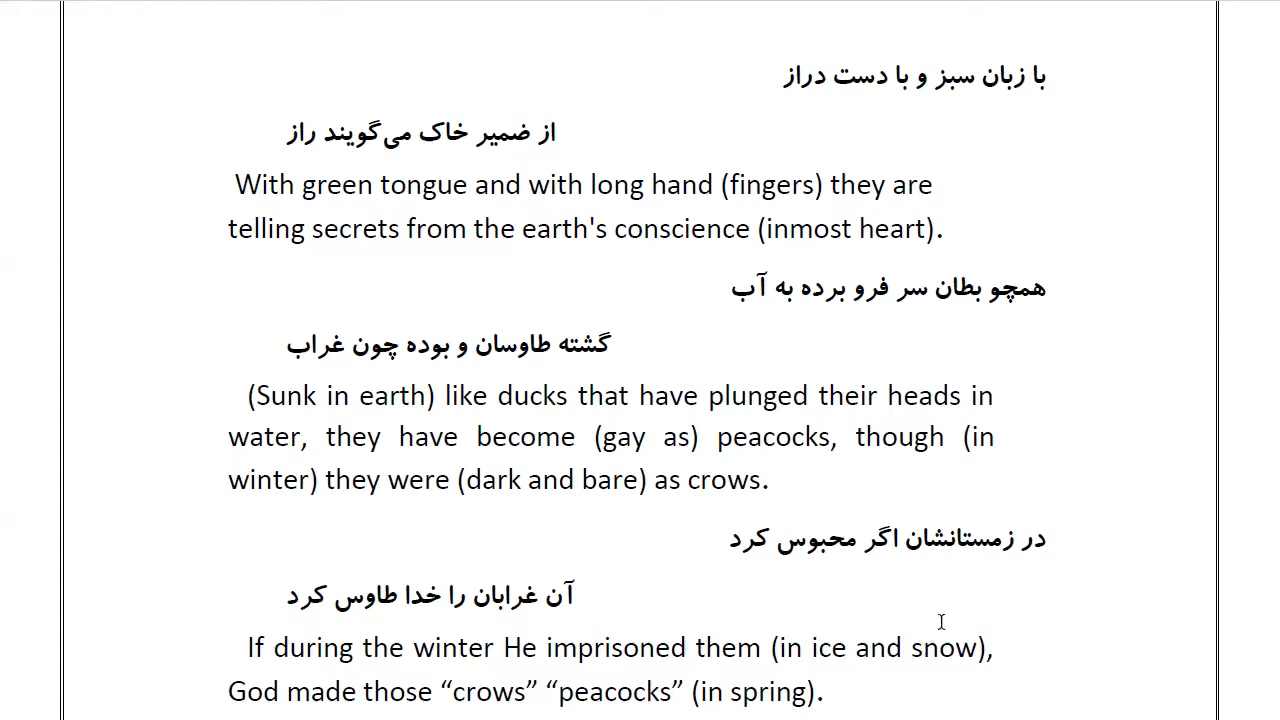 با زبان سبز و با دست دراز
از ضمیر خاک می‌گویند راز
With green tongue and with long hand (fingers) they are
telling secrets from the earth's conscience (inmost heart).
همچو بطان سر فرو برده به آب
گشته طاوسان و بوده چون غراب
(Sunk in earth) like ducks that have plunged their heads in
water, they have become (gay as) peacocks, though (in
winter) they were (dark and bare) as crows.
در زمستانشان اگر محبوس کرد
آن غرابان را خدا طاوس کرد
If during the winter He imprisoned them (in ice and snow),
God made those “crows” “peacocks” (in spring).